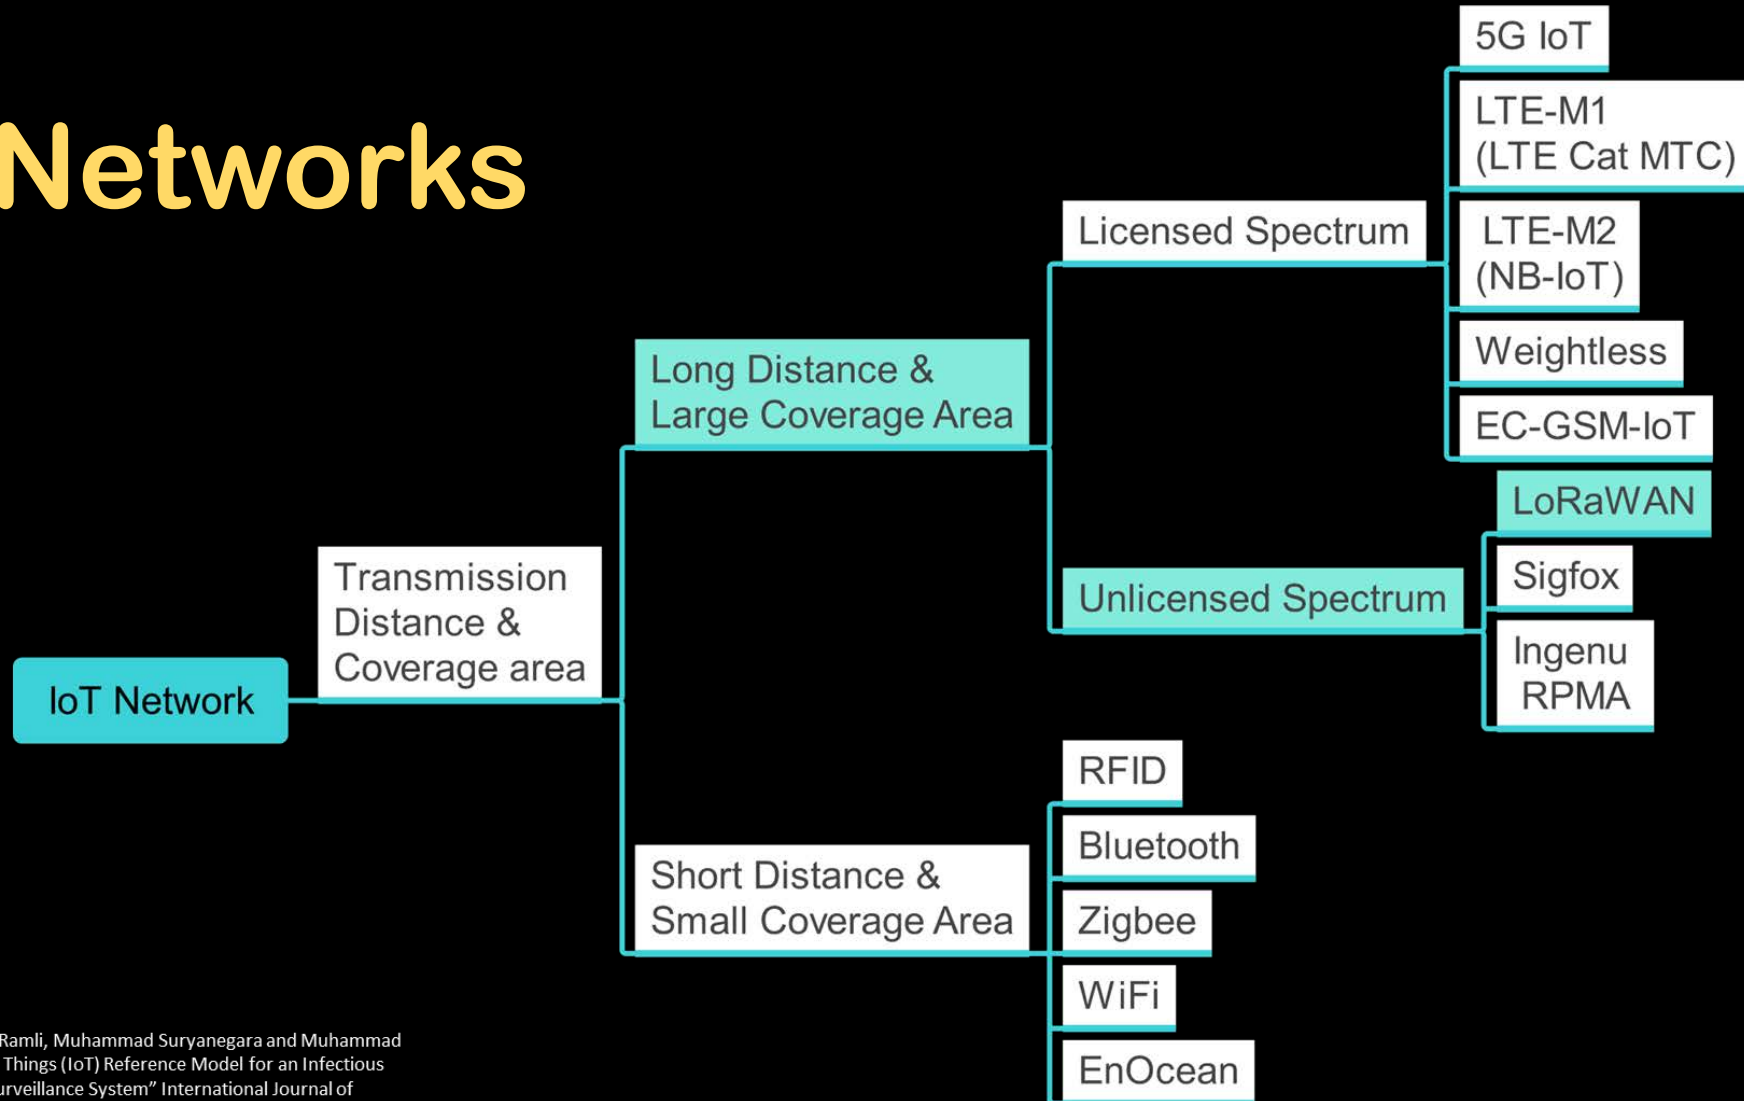 Networks
IoT Network
Transmission
Distance &
Coverage area
Long Distance &
Large Coverage Area
Licensed Spectrum
5G IoT
LTE-M1
(LTE Cat MTC)
LTE-M2
(NB-IoT)
Weightless
EC-GSM-IoT
Unlicensed Spectrum
LoRaWAN
Sigfox
Ingenu
RPMA
Short Distance &
Small Coverage Area
RFID
Bluetooth
Zigbee
WiFi
EnOcean
Ramli, Muhammad Suryanegara and Muhammad
Things (IoT) Reference Model for an Infectious
urveillance System” International Journal of